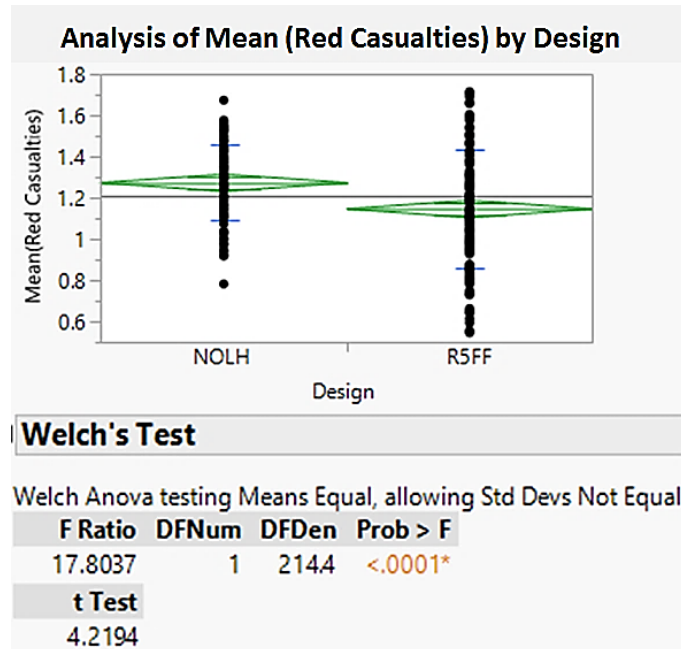 Analysis of Mean (Red Casualties) by Design
1.8
1.6
1.4
1.2
1
0.8
0.6
Mean(Red Casualties)
NOLH R5FF
Design
Welch's Test
Welch Anova testing Means Equal, allowing Std Devs Not Equal
F Ratio DFNum DFDen Prob > F
17.8037 1 214.4 <.0001*
t Test
4.2194